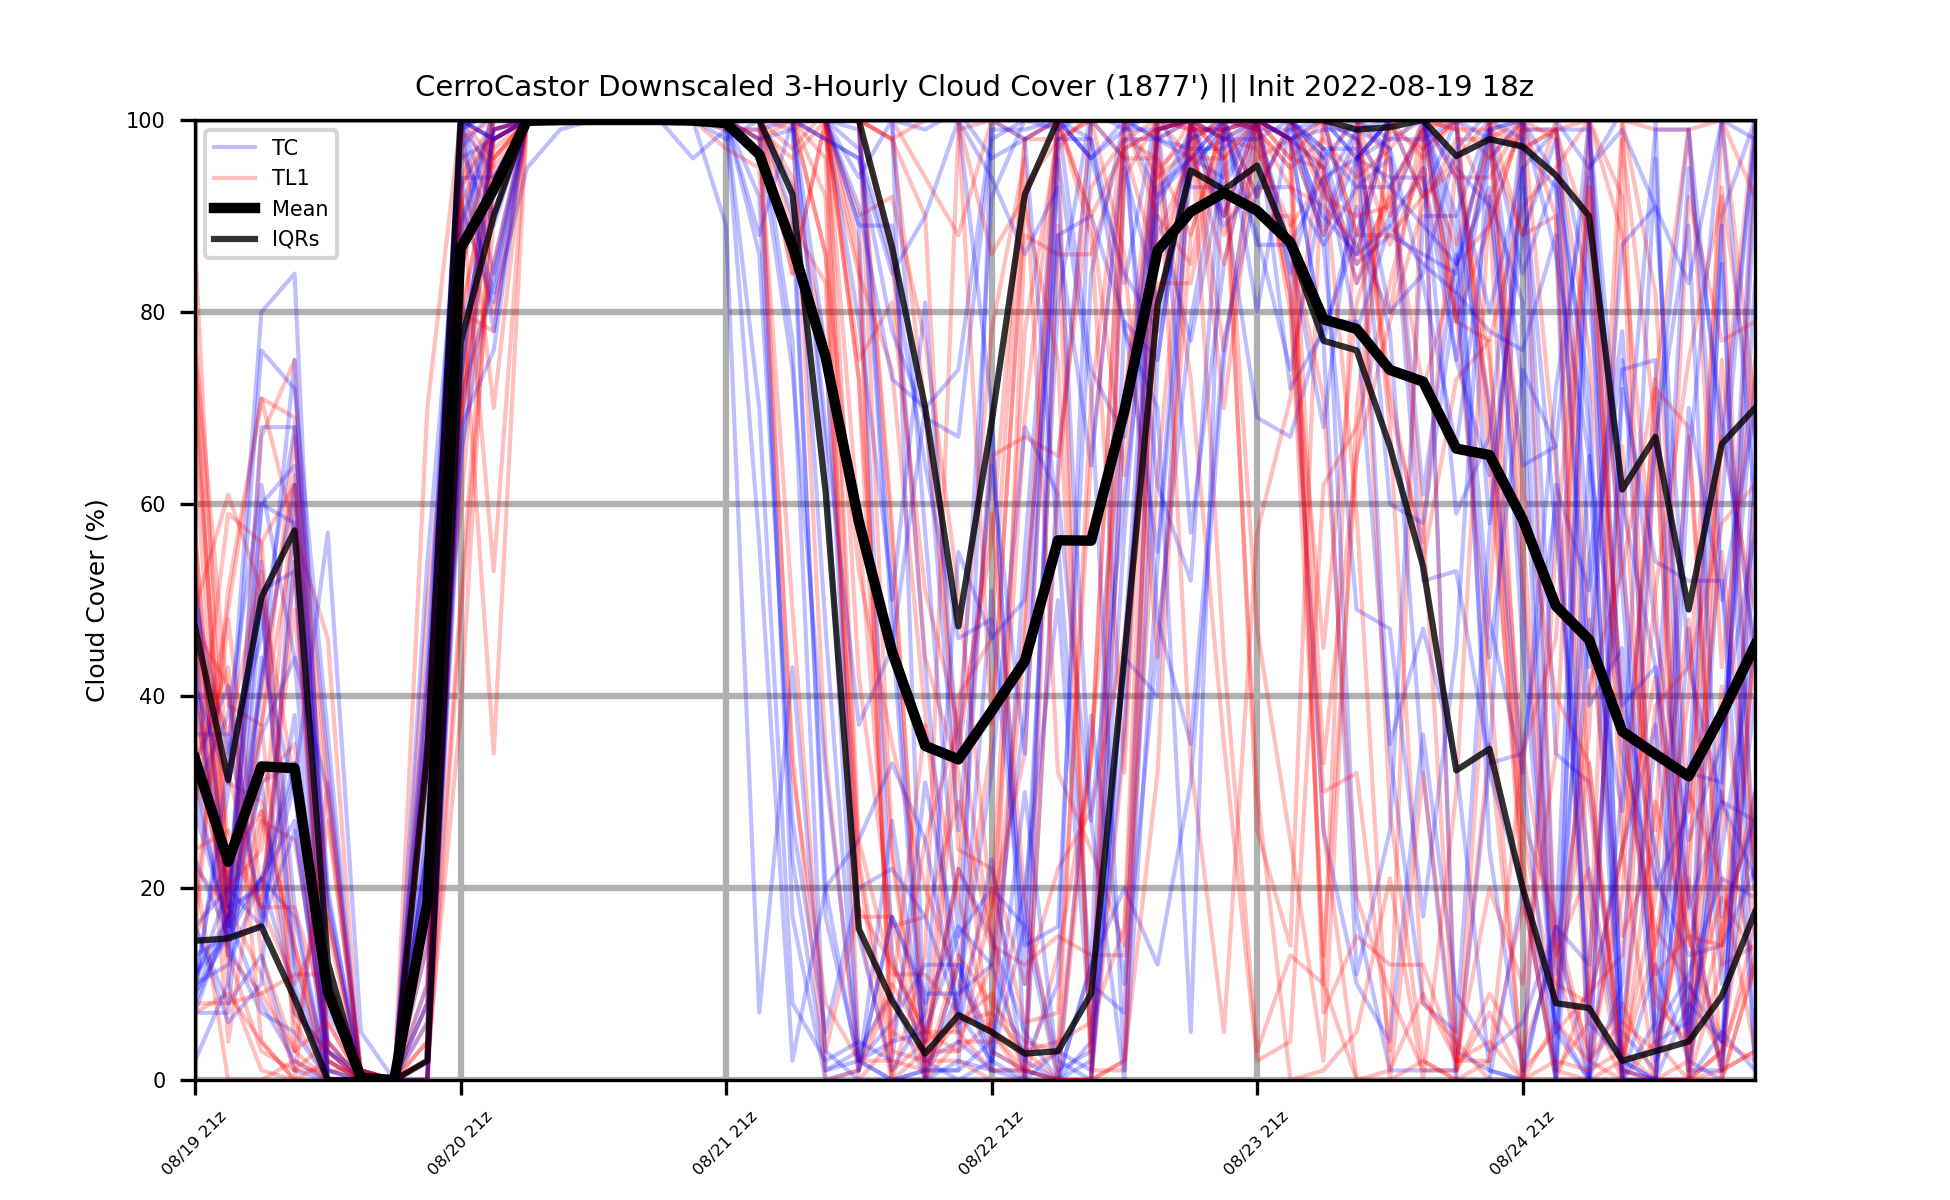 CerroCastor Downscaled 3-Hourly Cloud Cover (1877') || Init 2022-08-19 18z
TC
TL1
Mean
IQRs
Cloud Cover (%)
100
80
60
40
20
0
08/19 21z
08/20 21z
08/21 21z
08/22 21z
08/23 21z
08/24 21z